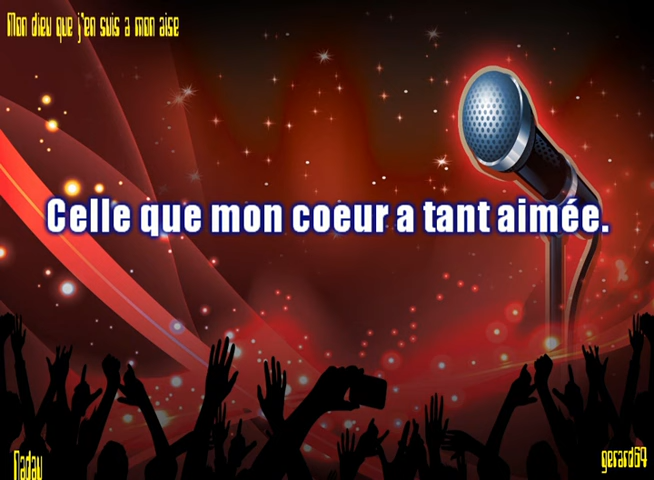 Mon dieu que j'en suis a mon aise
Celle que mon coeur a tant aimée.
Nadau
gerard64